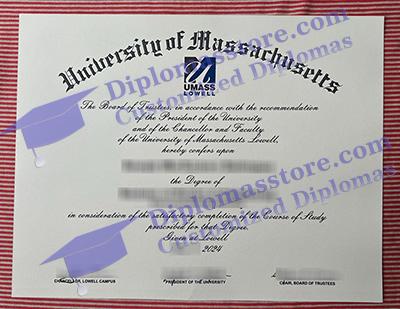 University of Massachusetts
UMASS
LOWELL
The Board of Trustees, in accordance with the recommendation
of the President of the University
and of the Chancellor and Faculty
of the University of Massachusetts Lowell,
hereby confers upon
the Degree of
in consideration of the satisfactory completion of the Course of Study
prescribed for that Degree.
Given at Lowell
2024
CHANCELLOR, LOWELL CAMPUS
PRESIDENT OF THE UNIVERSITY
CHAIR, BOARD OF TRUSTEES
Diplomasstore.com
Customized Diplomas
Diplomasstore.com
Customized Diplomas